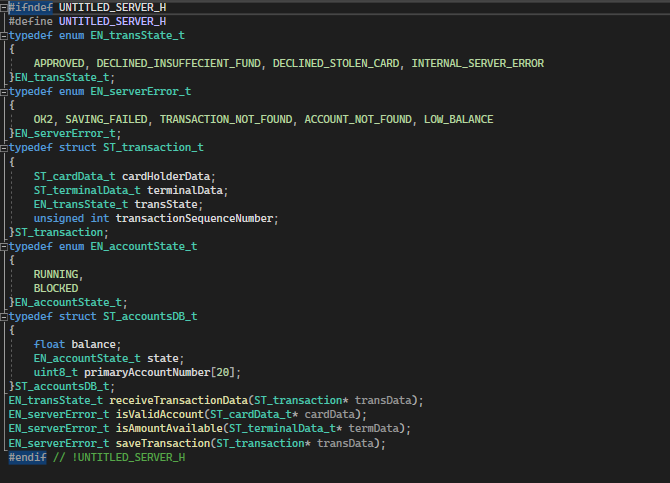 #ifndef UNTITLED_SERVER_H
#define UNTITLED_SERVER_H
typedef enum EN_transState_t
{
    APPROVED, DECLINED_INSUFFECIENT_FUND, DECLINED_STOLEN_CARD, INTERNAL_SERVER_ERROR
}EN_transState_t;
typedef enum EN_serverError_t
{
    OK2, SAVING_FAILED, TRANSACTION_NOT_FOUND, ACCOUNT_NOT_FOUND, LOW_BALANCE
}EN_serverError_t;
typedef struct ST_transaction_t
{
    ST_cardData_t cardHolderData;
    ST_terminalData_t terminalData;
    EN_transState_t transState;
    unsigned int transactionSequenceNumber;
}ST_transaction;
typedef enum EN_accountState_t
{
    RUNNING,
    BLOCKED
}EN_accountState_t;
typedef struct ST_accountsDB_t
{
    float balance;
    EN_accountState_t state;
    uint8_t primaryAccountNumber[20];
}ST_accountsDB_t;
EN_transState_t receiveTransactionData(ST_transaction* transData);
EN_serverError_t isValidAccount(ST_cardData_t* cardData);
EN_serverError_t isAmountAvailable(ST_terminalData_t* termData);
EN_serverError_t saveTransaction(ST_transaction* transData);
#endif // !UNTITLED_SERVER_H